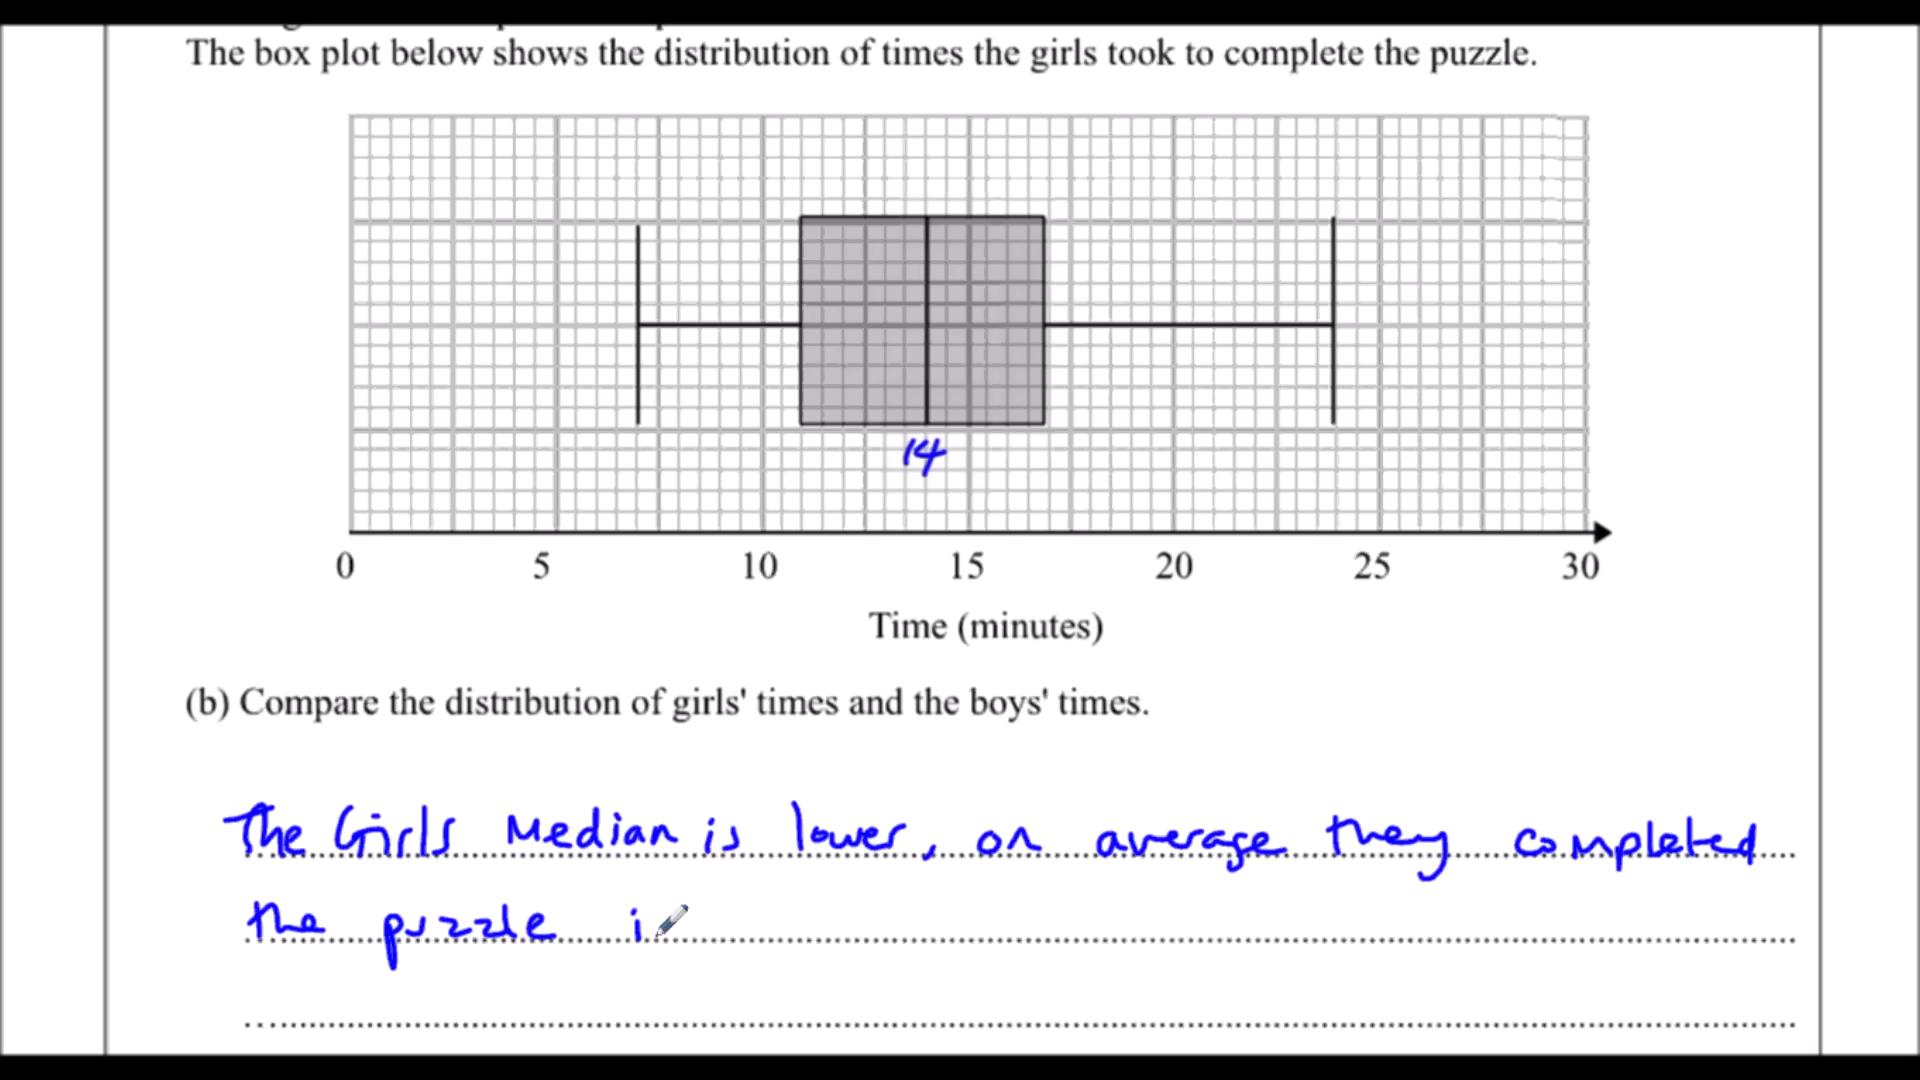 The box plot below shows the distribution of times the girls took to complete the puzzle.
14
0 5 10 15 20 25 30
Time (minutes)
(b) Compare the distribution of girls' times and the boys' times.
The Girls Median is lower, on average they completed
the puzzle i